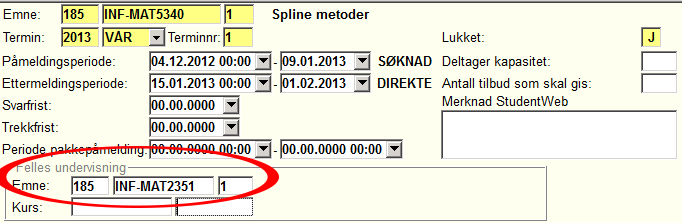 Emne: 185 INF-MAT5340 1 Spline metoder
Termin: 2013 VÅR Terminnr: 1 Lukket: J
Påmeldingsperiode: 04.12.2012 00:00 - 09.01.2013 SØKNAD Deltager kapasitet:
Ettermeldingsperiode: 15.01.2013 00:00 - 01.02.2013 DIREKTE Antall tilbud som skal gis:
Svarfrist: 00.00.0000 Merknad StudentWeb
Trekkfrist: 00.00.0000
Periode pakkepåmelding: 00.00.0000 00:00 - 00.00.0000 00:00
Felles undervisning
Emne: 185 INF-MAT2351 1
Kurs: